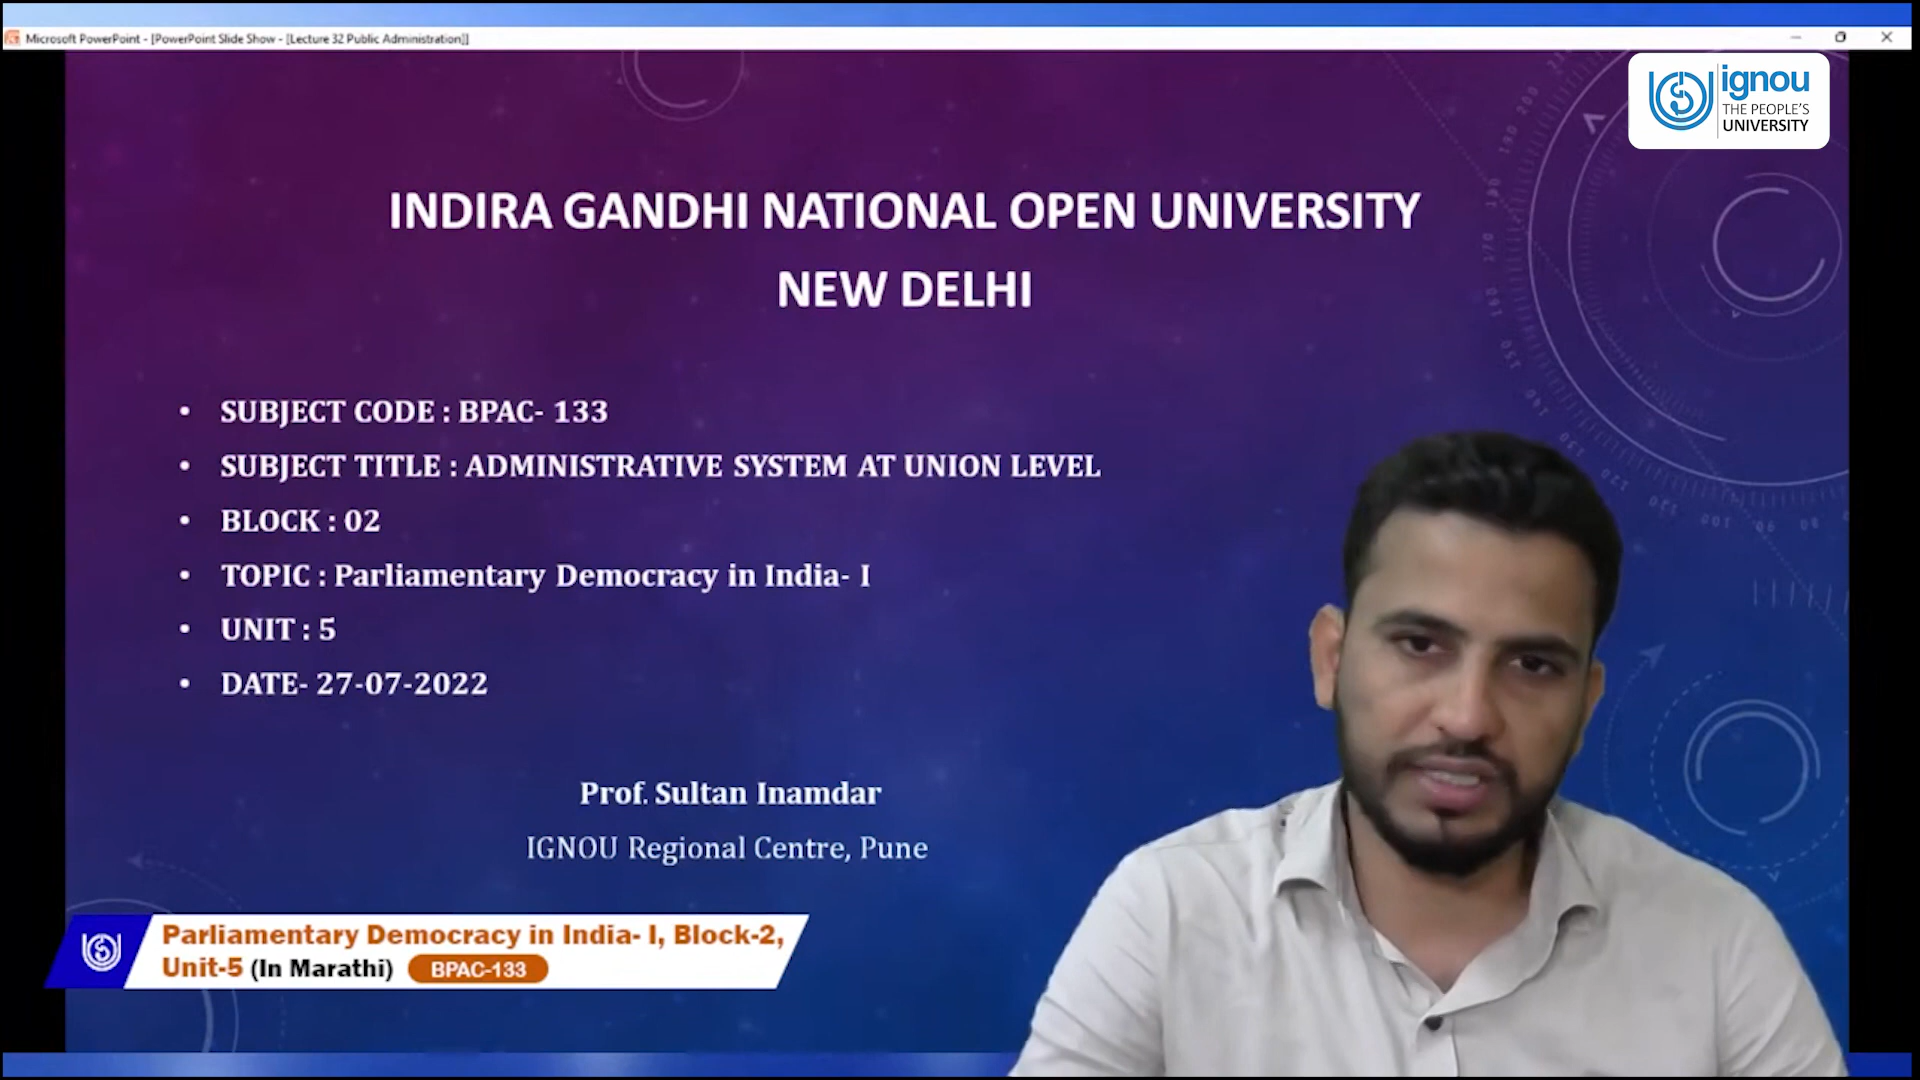 Microsoft PowerPoint - [PowerPoint Slide Show - [Lecture 32 Public Administration]]
ignou
THE PEOPLE'S
UNIVERSITY
INDIRA GANDHI NATIONAL OPEN UNIVERSITY
NEW DELHI
• SUBJECT CODE : BPAC- 133
• SUBJECT TITLE : ADMINISTRATIVE SYSTEM AT UNION LEVEL
• BLOCK : 02
• TOPIC : Parliamentary Democracy in India- I
• UNIT : 5
• DATE- 27-07-2022
Prof. Sultan Inamdar
IGNOU Regional Centre, Pune
Parliamentary Democracy in India- I, Block-2,
Unit-5 (In Marathi) BPAC-133